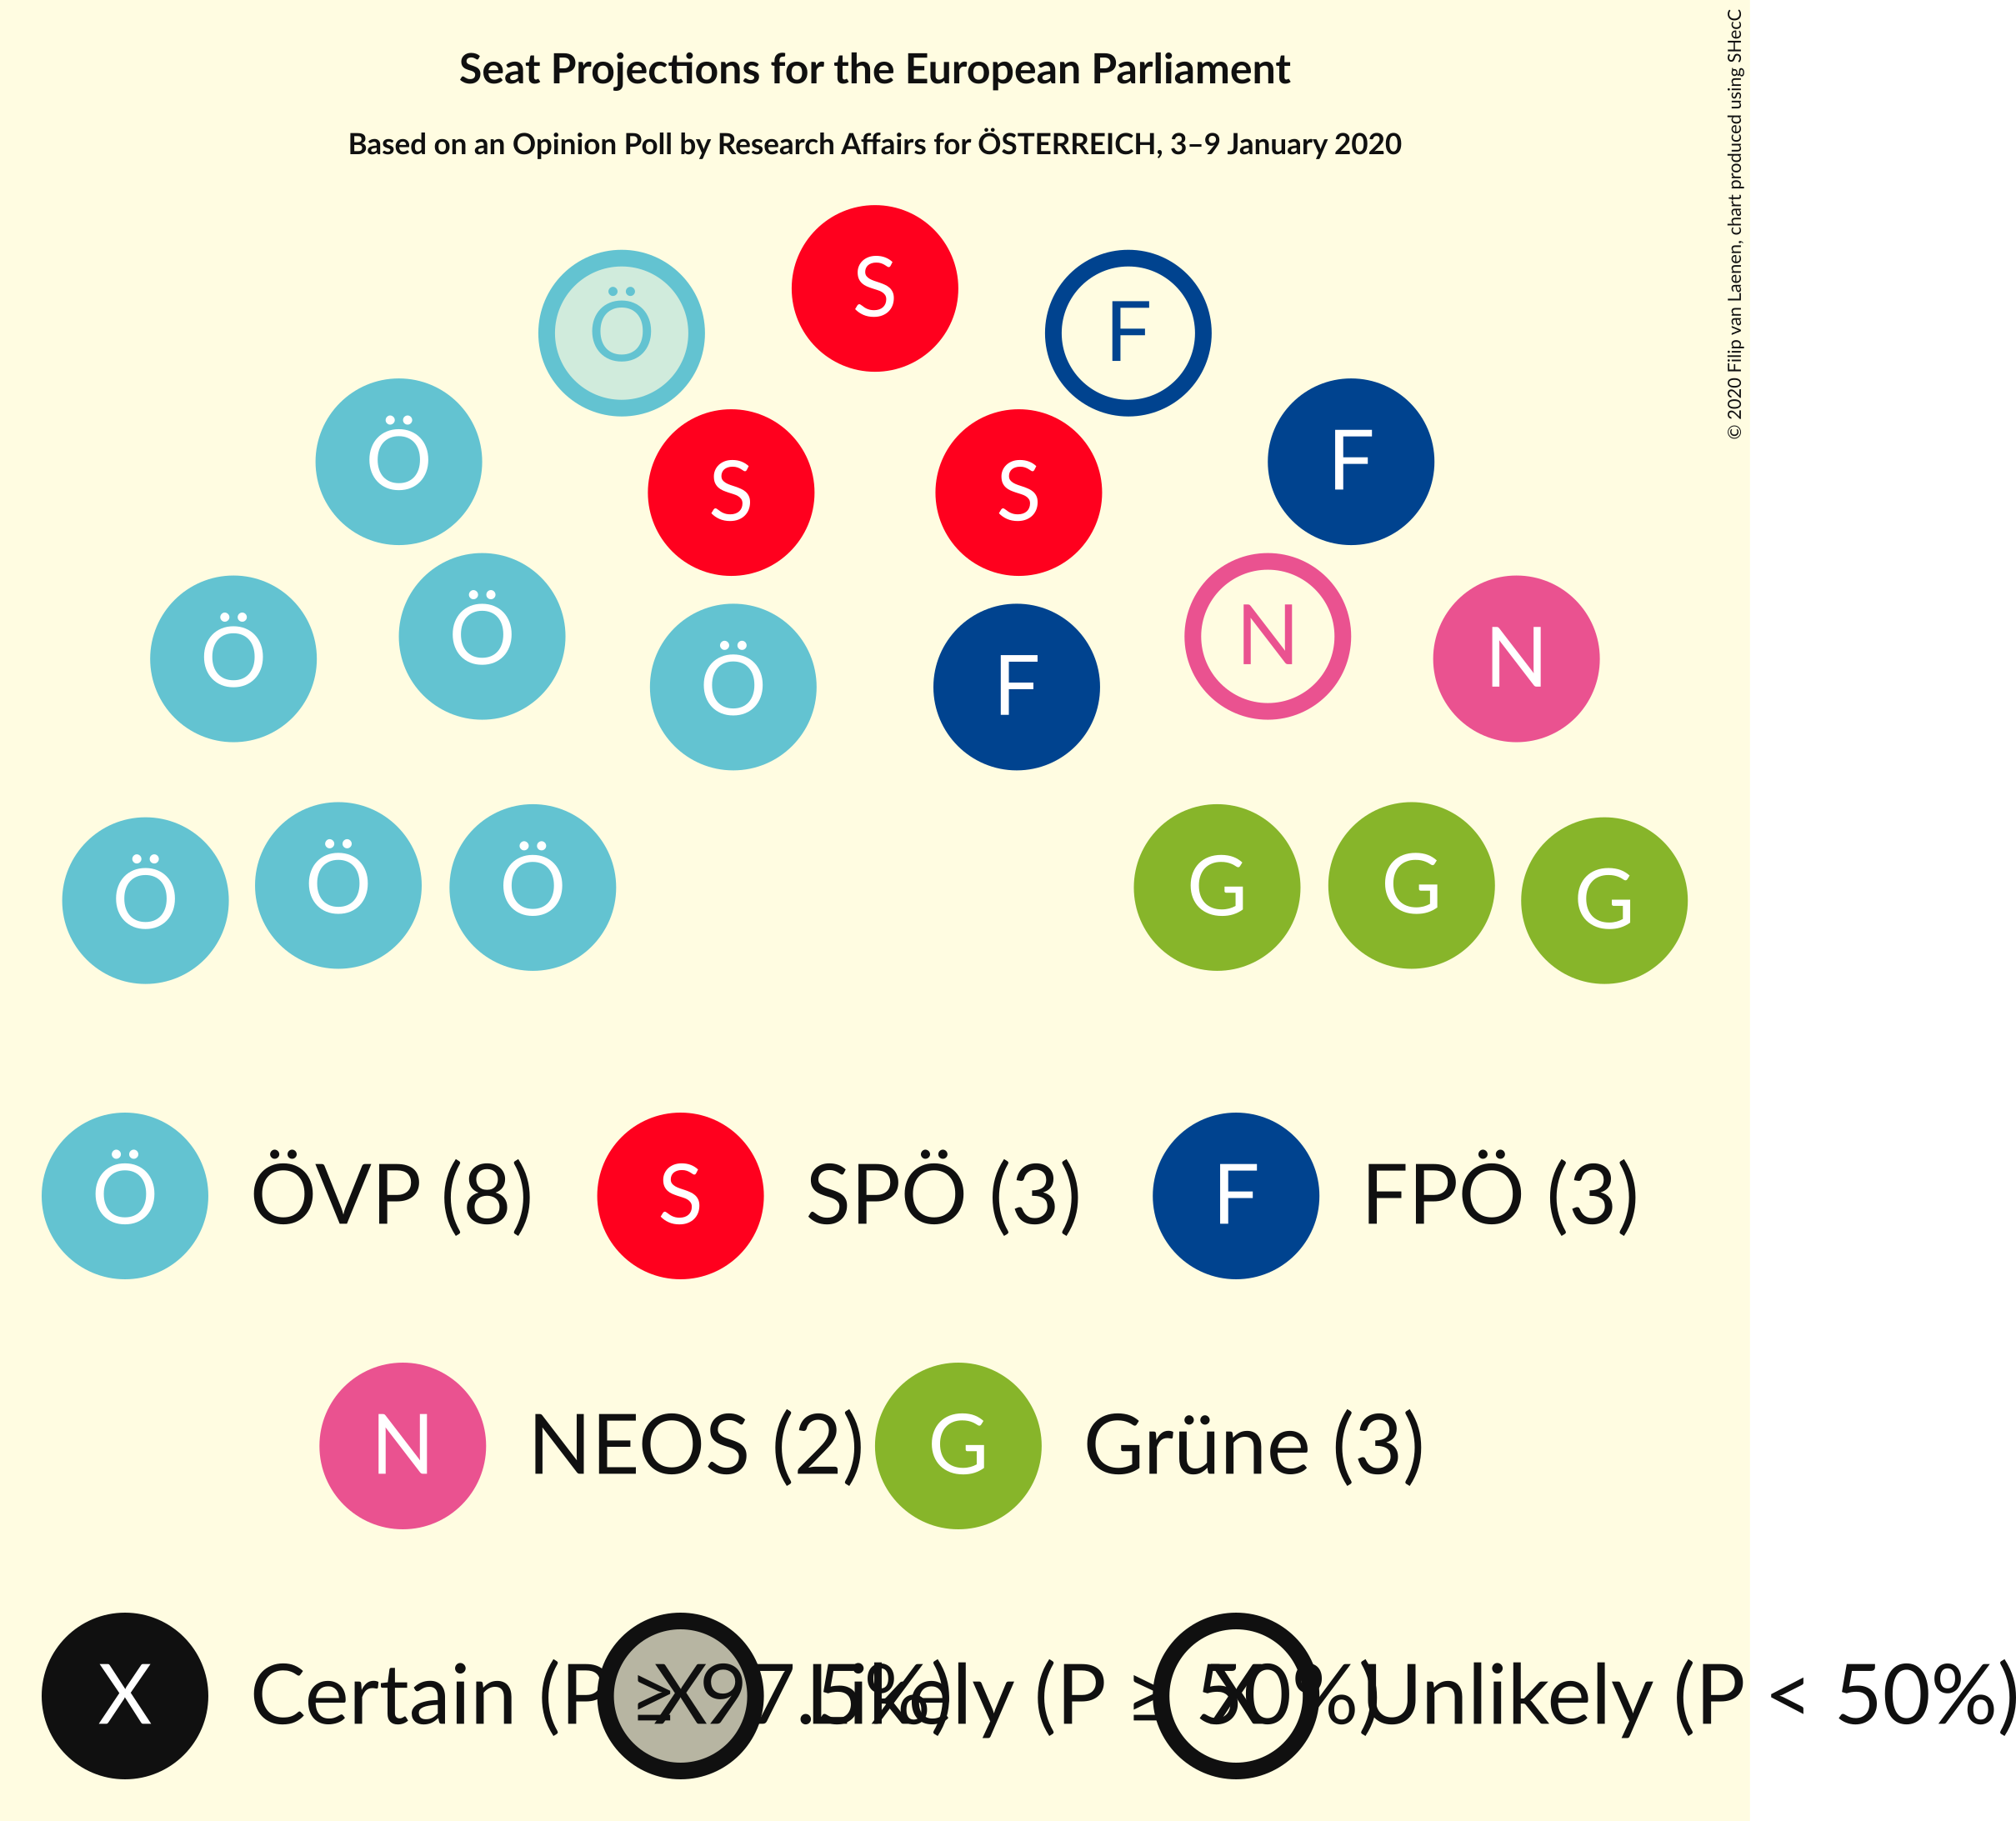 Seat Projections for the European Parliament
Based on an Opinion Poll by Research Affairs for ÖSTERREICH, 3–9 January 2020
© 2020 Filip van Laenen, chart produced using SHecC
S
Ö F
Ö F
S S
Ö N
Ö N
Ö F
Ö Ö Ö G G G
Ö ÖVP (8) S SPÖ (3) F FPÖ (3)
N NEOS (2) G Grüne (3)
X Certain (P ≥ 97.5%) X Likely (P ≥ 50%) X Unlikely (P < 50%)